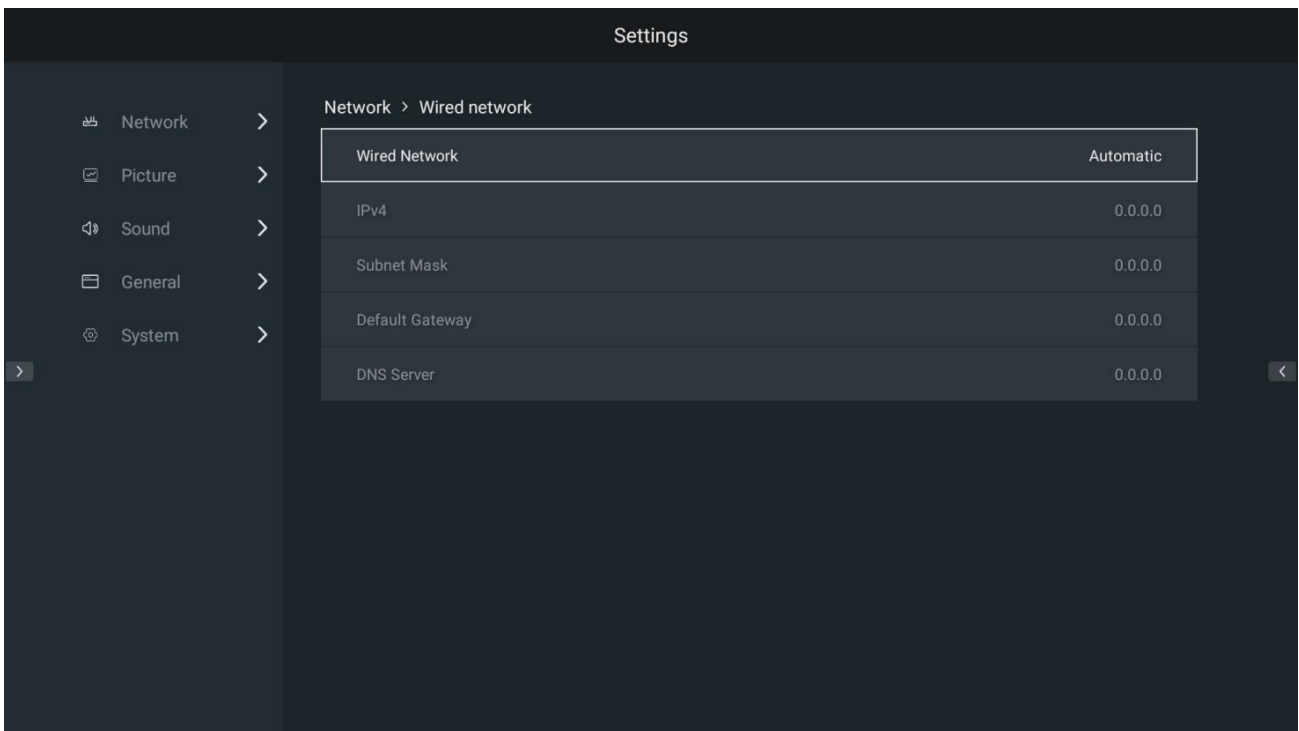 Settings
Network
Picture
Sound
General
System
Network > Wired network
Wired Network Automatic
IPv4 0.0.0.0
Subnet Mask 0.0.0.0
Default Gateway 0.0.0.0
DNS Server 0.0.0.0